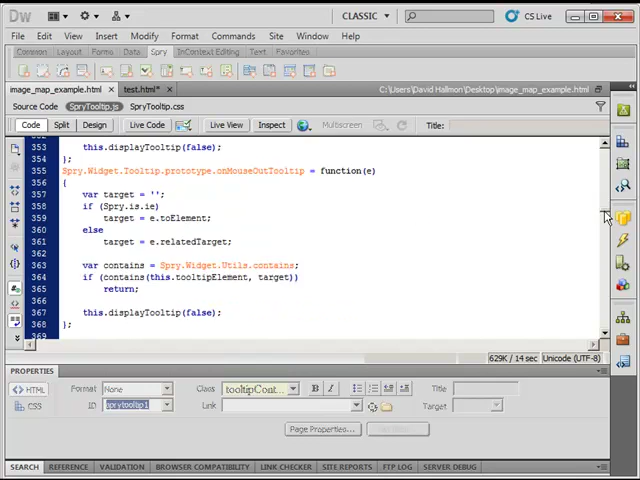 Dw
CLASSIC
CS Live
File Edit View Insert Modify Format Commands Site Window Help
Common Layout Forms Data Spry InContext Editing Text Favorites
image_map_example.html test.html*
C:\Users\David Hallmon\Desktop\image_map_example.html
Source Code SpryTooltip.js SpryTooltip.css
Code Split Design Live Code Live View Inspect Multiscreen Title:
353 this.displayTooltip(false);
354 };
355 Spry.Widget.Tooltip.prototype.onMouseOutTooltip = function(e)
356 {
357 var target = '';
358 if (Spry.is.ie)
359 target = e.toElement;
360 else
361 target = e.relatedTarget;
362
363 var contains = Spry.Widget.Utils.contains;
364 if (contains(this.tooltipElement, target))
365 return;
366
367 this.displayTooltip(false);
368 };
369
629K / 14 sec Unicode (UTF-8)
PROPERTIES
HTML Format None Class tooltipCont... B I Title
CSS ID sprytooltip1 Link Target
Page Properties...
SEARCH REFERENCE VALIDATION BROWSER COMPATIBILITY LINK CHECKER SITE REPORTS FTP LOG SERVER DEBUG